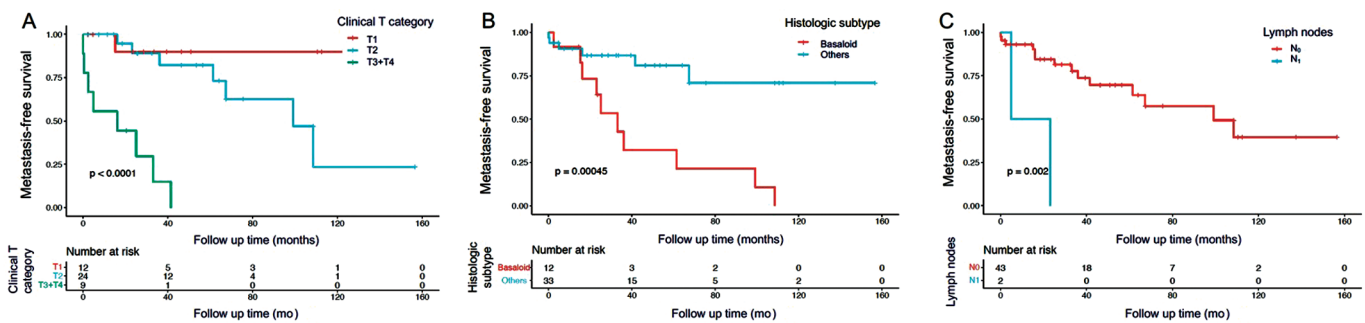 A
Clinical T category
T1
T2
T3+T4
Metastasis-free survival
1.00
0.75
0.50
0.25
0.00
p < 0.0001
0 40 80 120 160
Follow up time (months)
Number at risk
Clinical T category
T1 12 5 3 1 0
T2 24 12 4 1 0
T3+T4 9 1 0 0 0
0 40 80 120 160
Follow up time (mo)
B
Histologic subtype
Basaloid
Others
Metastasis-free survival
1.00
0.75
0.50
0.25
0.00
p = 0.00045
0 40 80 120 160
Follow up time (months)
Number at risk
Histologic subtype
Basaloid 12 3 2 0 0
Others 33 15 5 2 0
0 40 80 120 160
Follow up time (mo)
C
Lymph nodes
N₀
N₁
Metastasis-free survival
1.00
0.75
0.50
0.25
0.00
p = 0.002
0 40 80 120 160
Follow up time (months)
Number at risk
Lymph nodes
N0 43 18 7 2 0
N1 2 0 0 0 0
0 40 80 120 160
Follow up time (mo)